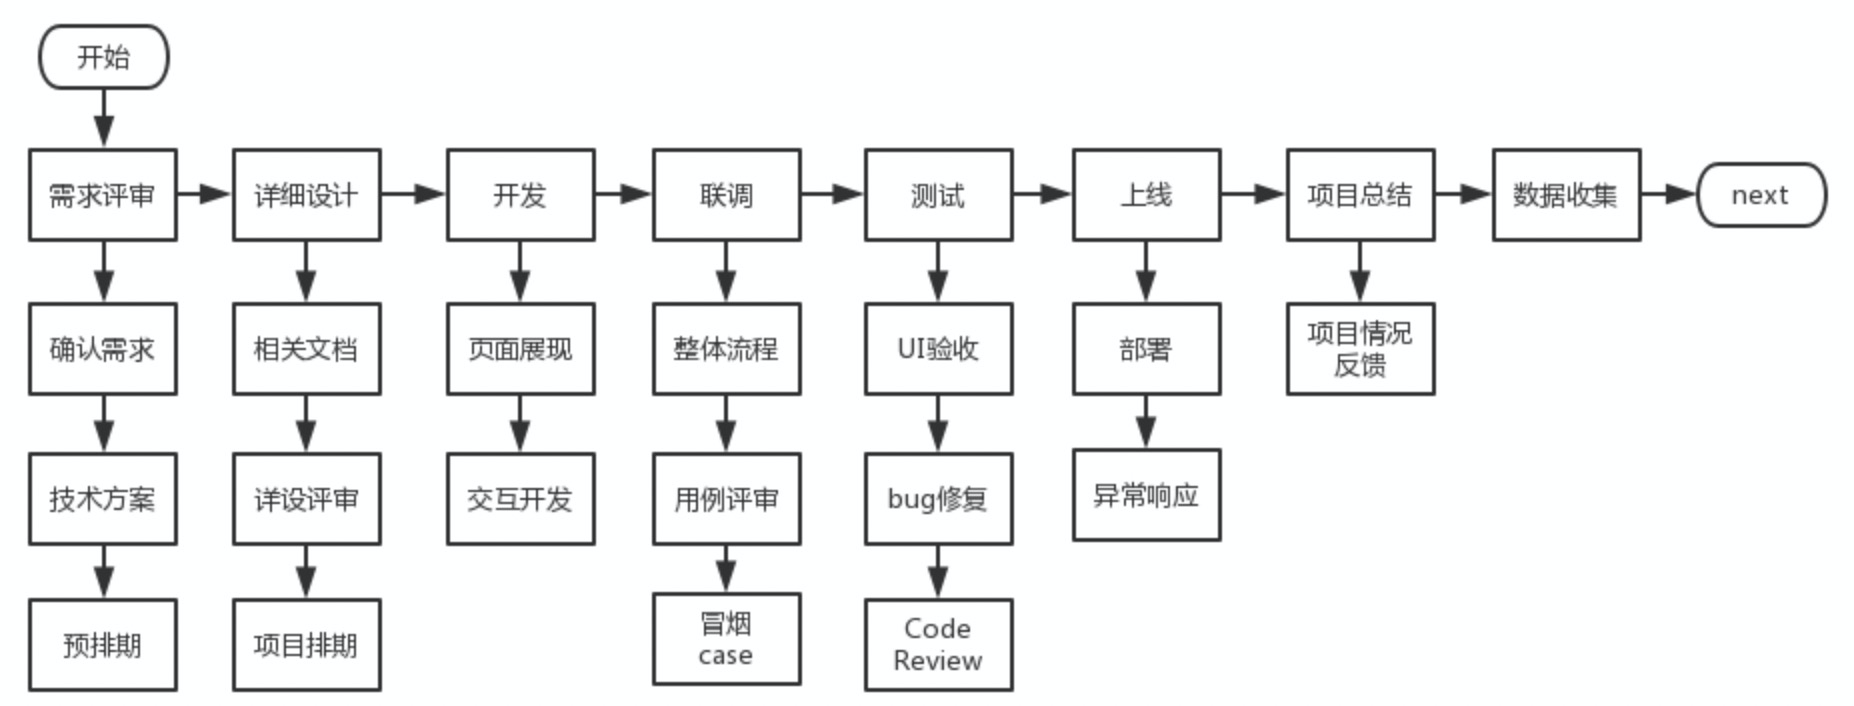 开始
需求评审
详细设计
开发
联调
测试
上线
项目总结
数据收集
next
确认需求
相关文档
页面展现
整体流程
UI验收
部署
项目情况
反馈
技术方案
详设评审
交互开发
用例评审
bug修复
异常响应
预排期
项目排期
冒烟
case
Code
Review